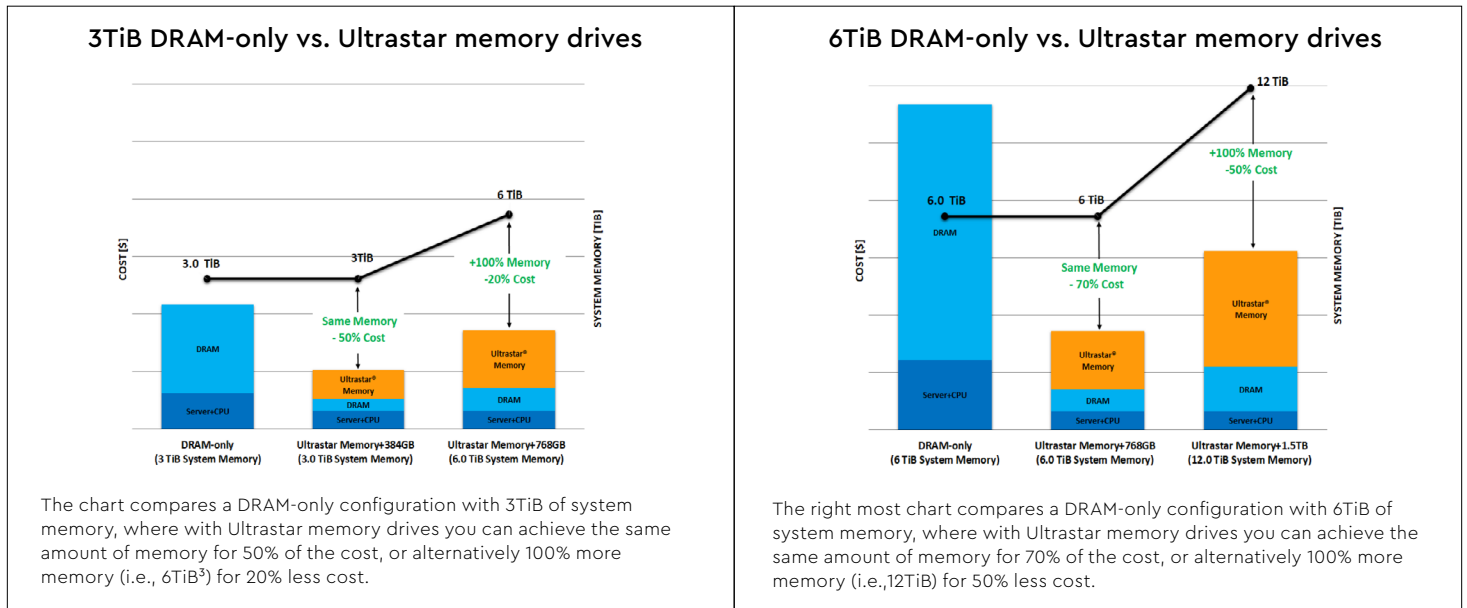 3TiB DRAM-only vs. Ultrastar memory drives
COST [$]
SYSTEM MEMORY [TIB]
3.0 TiB
3TiB
6 TiB
Same Memory
- 50% Cost
+100% Memory
-20% Cost
DRAM
Server+CPU
Ultrastar®
Memory
DRAM
Server+CPU
Ultrastar®
Memory
DRAM
Server+CPU
DRAM-only
(3 TiB System Memory)
Ultrastar Memory+384GB
(3.0 TiB System Memory)
Ultrastar Memory+768GB
(6.0 TiB System Memory)
The chart compares a DRAM-only configuration with 3TiB of system
memory, where with Ultrastar memory drives you can achieve the same
amount of memory for 50% of the cost, or alternatively 100% more
memory (i.e., 6TiB³) for 20% less cost.
6TiB DRAM-only vs. Ultrastar memory drives
COST [$]
SYSTEM MEMORY [TIB]
6.0 TiB
6 TiB
12 TiB
Same Memory
- 70% Cost
+100% Memory
-50% Cost
DRAM
Server+CPU
Ultrastar®
Memory
DRAM
Server+CPU
Ultrastar®
Memory
DRAM
Server+CPU
DRAM-only
(6 TiB System Memory)
Ultrastar Memory+768GB
(6.0 TiB System Memory)
Ultrastar Memory+1.5TB
(12.0 TiB System Memory)
The right most chart compares a DRAM-only configuration with 6TiB of
system memory, where with Ultrastar memory drives you can achieve the
same amount of memory for 70% of the cost, or alternatively 100% more
memory (i.e.,12TiB) for 50% less cost.